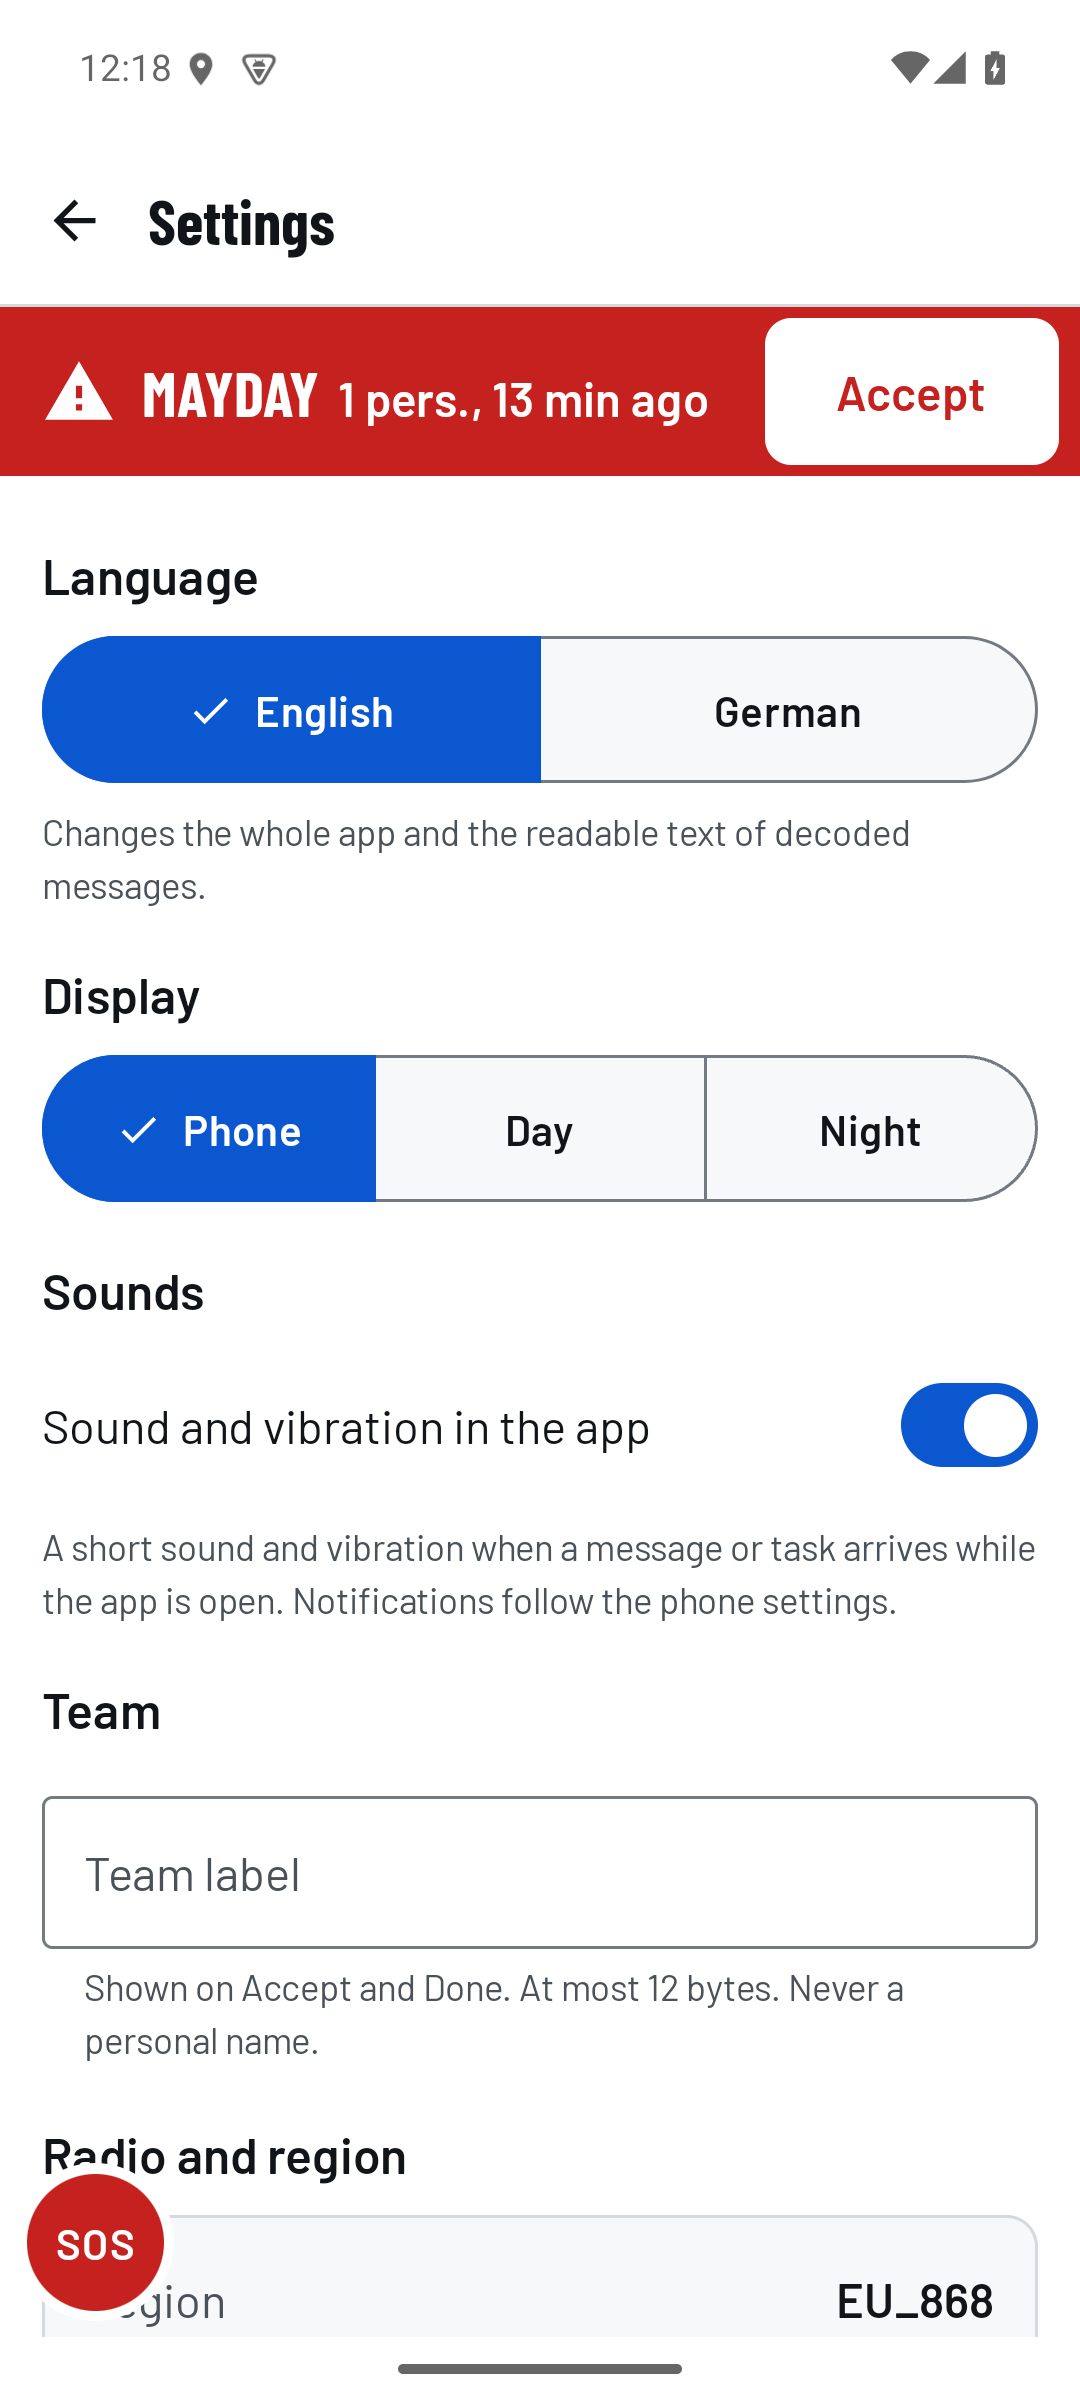 12:18
Settings
MAYDAY 1 pers., 13 min ago
Accept
Language
English
German
Changes the whole app and the readable text of decoded
messages.
Display
Phone
Day
Night
Sounds
Sound and vibration in the app
A short sound and vibration when a message or task arrives while
the app is open. Notifications follow the phone settings.
Team
Team label
Shown on Accept and Done. At most 12 bytes. Never a
personal name.
Radio and region
SOS
EU_868